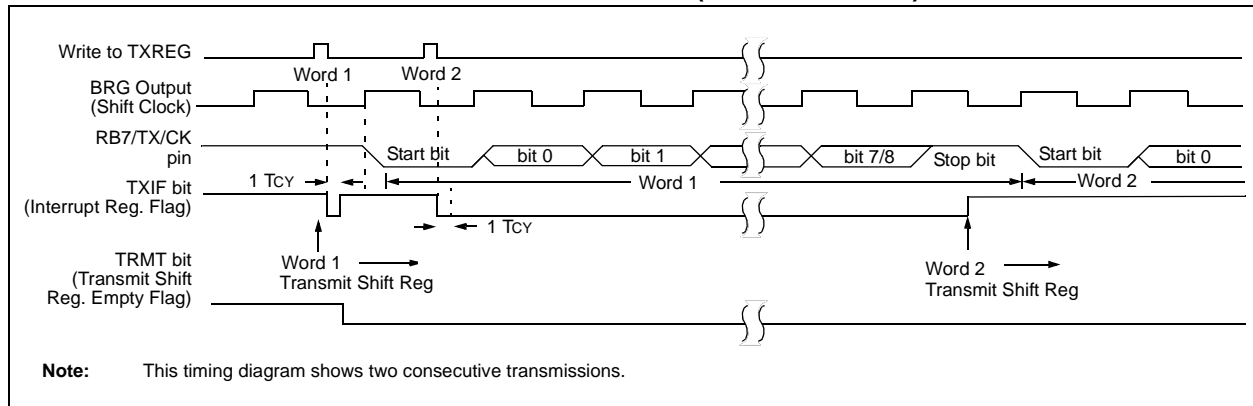 Write to TXREG
Word 1 Word 2
BRG Output
(Shift Clock)
RB7/TX/CK
pin
Start bit bit 0 bit 1 bit 7/8 Stop bit Start bit bit 0
1 TCY Word 1 Word 2
TXIF bit
(Interrupt Reg. Flag)
1 TCY
TRMT bit
(Transmit Shift
Reg. Empty Flag)
Word 1
Transmit Shift Reg
Word 2
Transmit Shift Reg
Note: This timing diagram shows two consecutive transmissions.